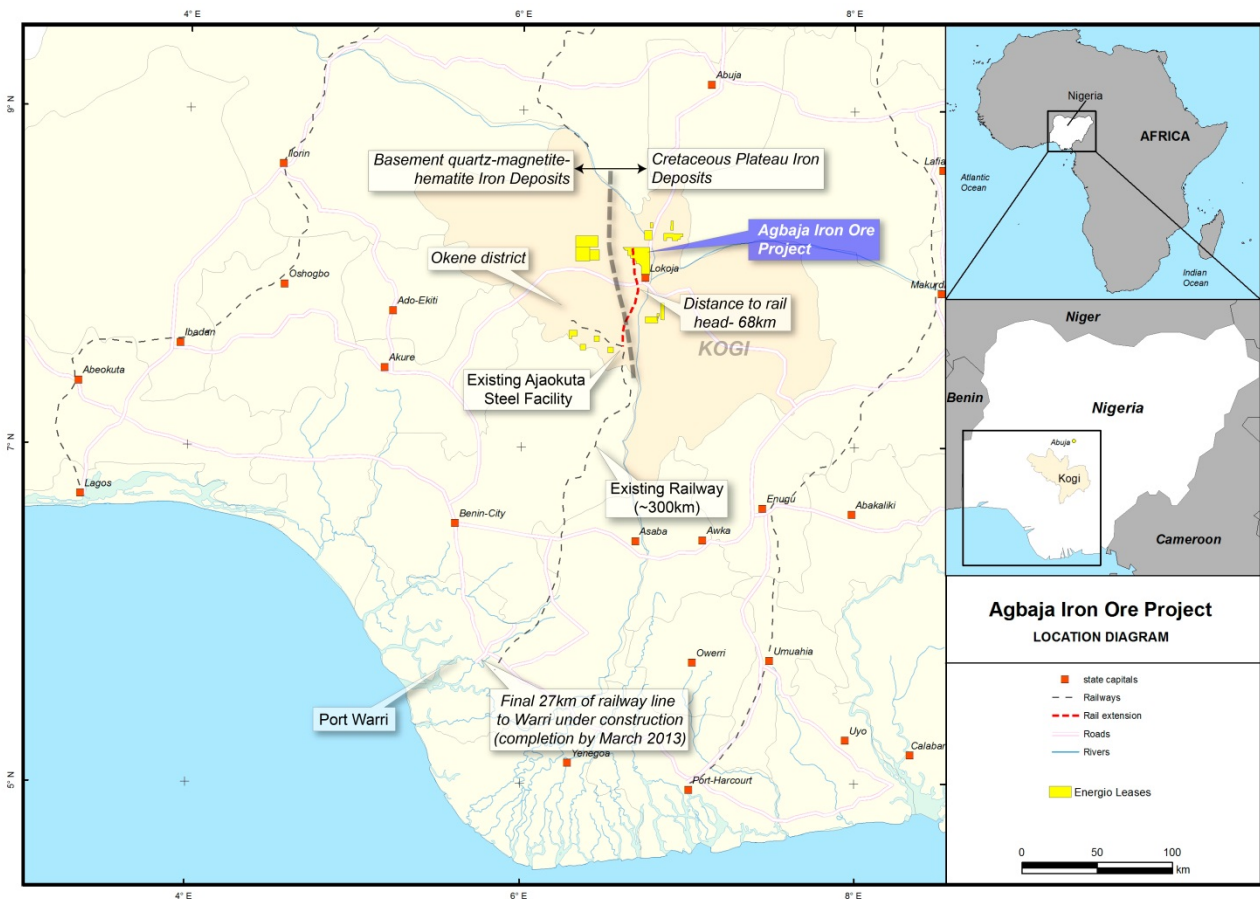 4° E
6° E
8° E
9° N
7° N
5° N
4° E
6° E
8° E
Abuja
Ilorin
Lafia
Basement quartz-magnetite-
hematite Iron Deposits
Cretaceous Plateau Iron
Deposits
Agbaja Iron Ore
Project
Okene district
Lokoja
Oshogbo
Makurdi
Ado-Ekiti
Distance to rail
head- 68km
Ibadan
KOGI
Akure
Abeokuta
Existing Ajaokuta
Steel Facility
Lagos
Existing Railway
(~300km)
Enugu
Abakaliki
Benin-City
Asaba
Awka
Owerri
Umuahia
Port Warri
Final 27km of railway line
to Warri under construction
(completion by March 2013)
Yenegoa
Uyo
Calabar
Port-Harcourt
Nigeria
AFRICA
Atlantic
Ocean
Indian
Ocean
Niger
Benin
Nigeria
Abuja
Kogi
Cameroon
Agbaja Iron Ore Project
LOCATION DIAGRAM
state capitals
Railways
Rail extension
Roads
Rivers
Energio Leases
0 50 100
km